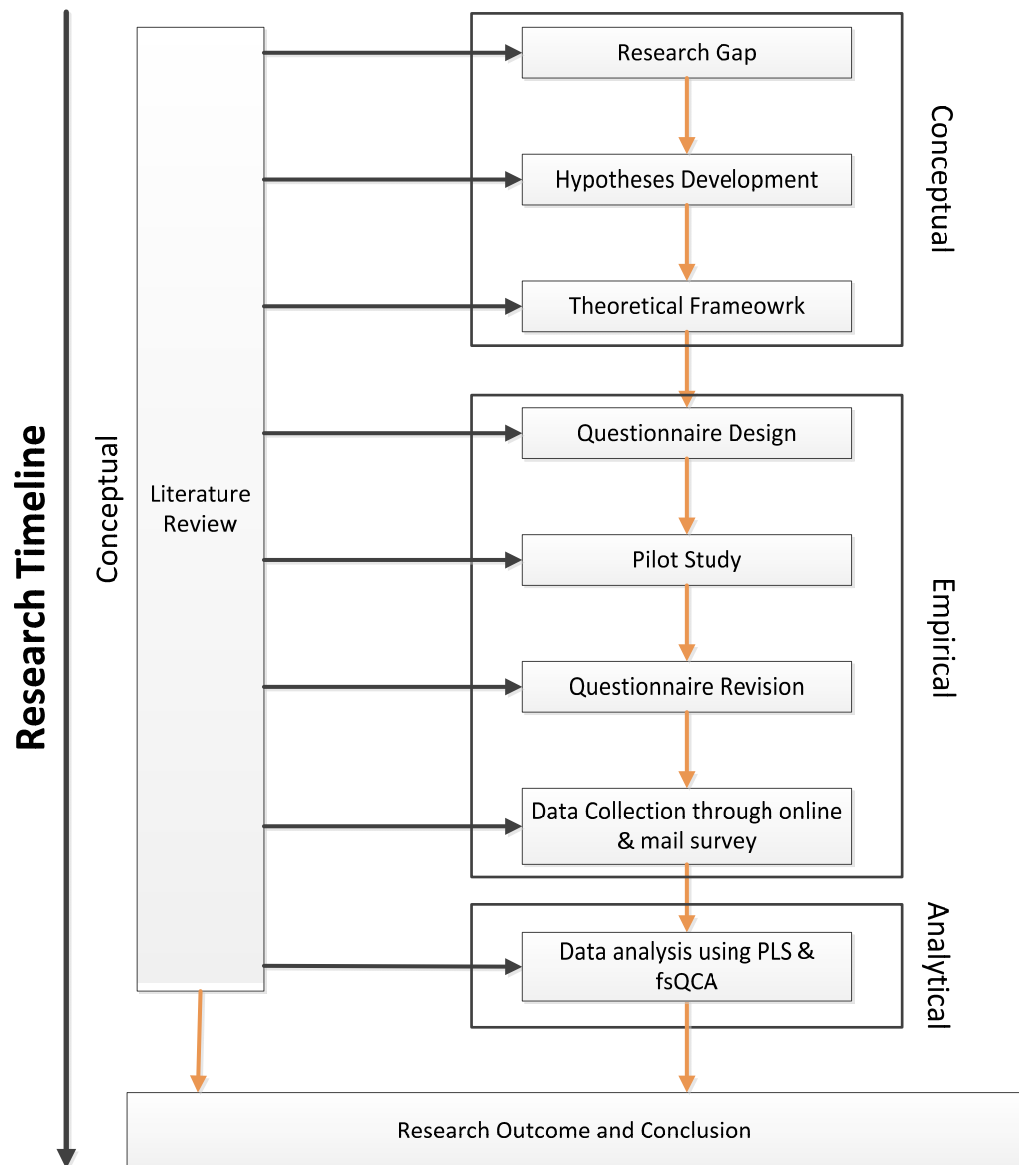 Research Timeline
Conceptual
Literature
Review
Research Gap
Hypotheses Development
Theoretical Frameowrk
Conceptual
Questionnaire Design
Pilot Study
Questionnaire Revision
Data Collection through online
& mail survey
Empirical
Data analysis using PLS &
fsQCA
Analytical
Research Outcome and Conclusion